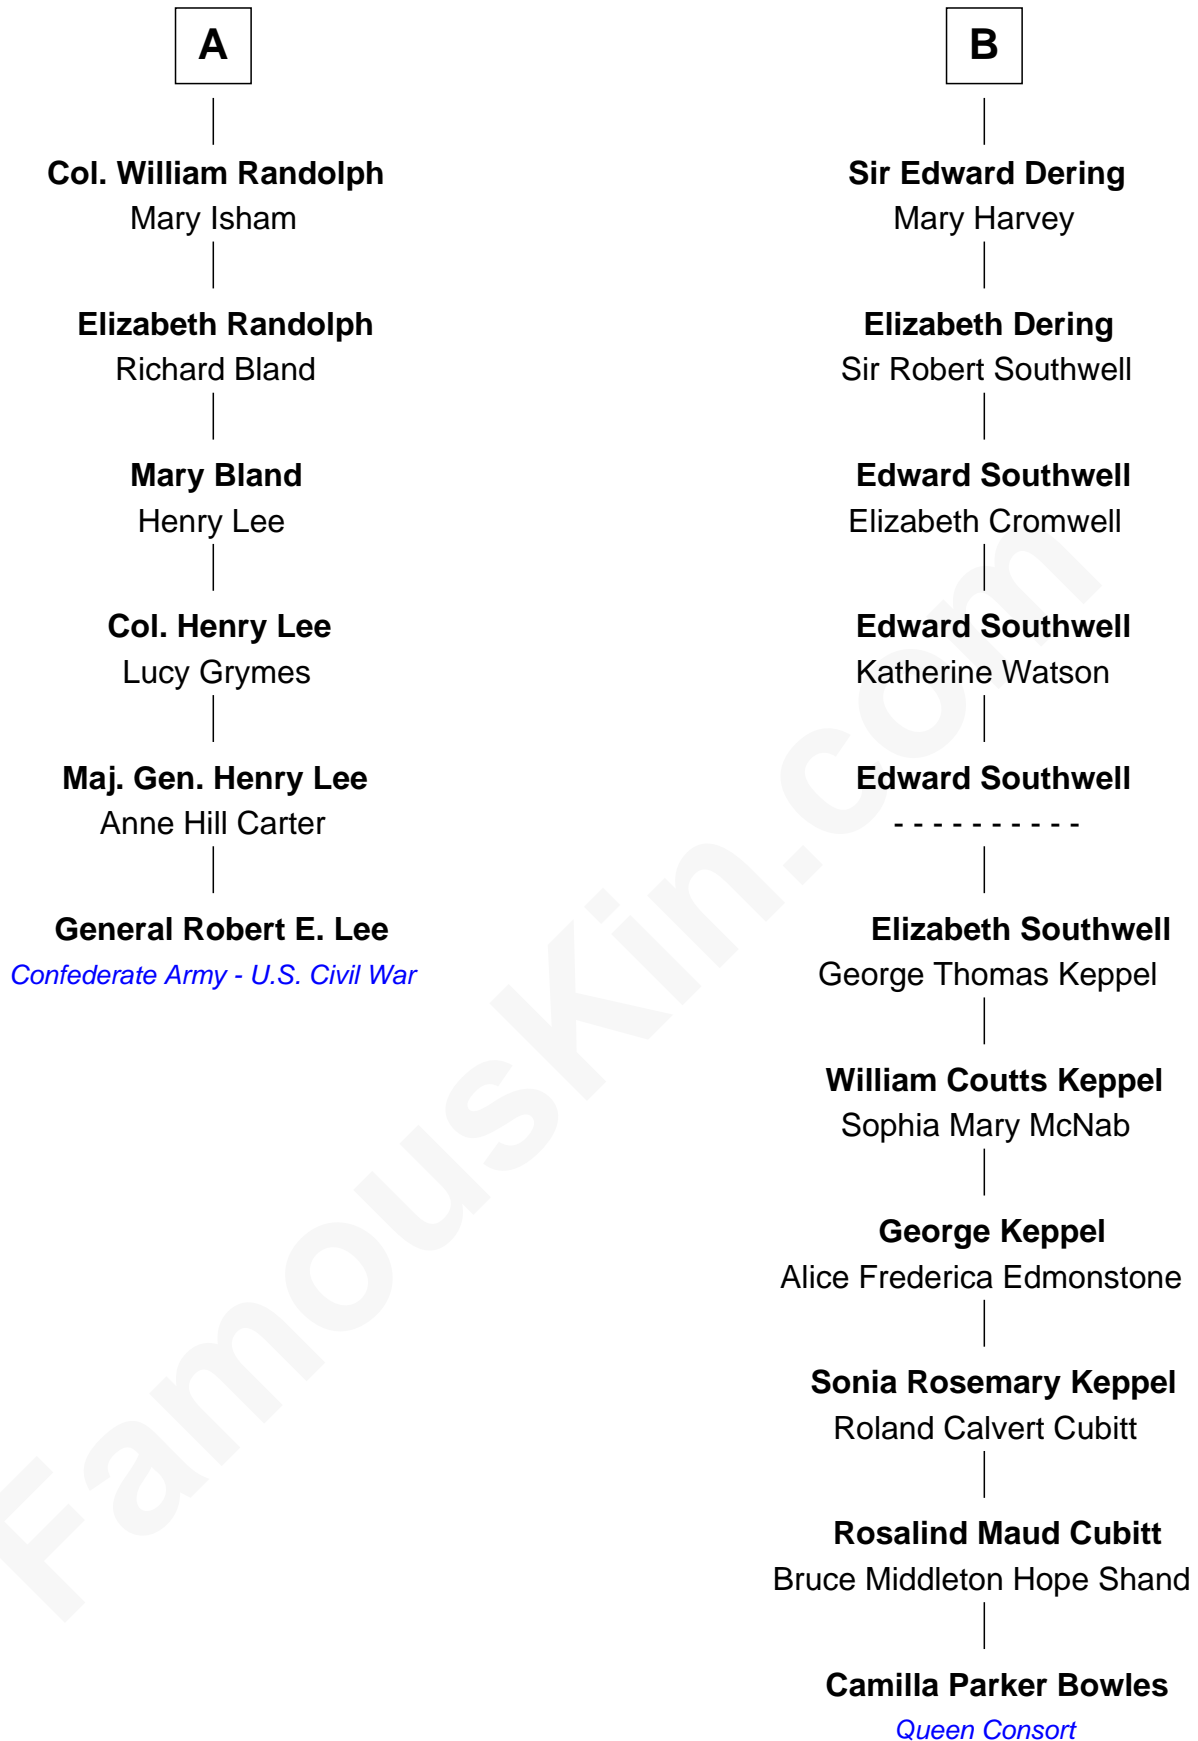 A
Col. William Randolph
Mary Isham
Elizabeth Randolph
Richard Bland
Mary Bland
Henry Lee
Col. Henry Lee
Lucy Grymes
Maj. Gen. Henry Lee
Anne Hill Carter
General Robert E. Lee
Confederate Army - U.S. Civil War
B
Sir Edward Dering
Mary Harvey
Elizabeth Dering
Sir Robert Southwell
Edward Southwell
Elizabeth Cromwell
Edward Southwell
Katherine Watson
Edward Southwell
- - - - - - - - - -
Elizabeth Southwell
George Thomas Keppel
William Coutts Keppel
Sophia Mary McNab
George Keppel
Alice Frederica Edmonstone
Sonia Rosemary Keppel
Roland Calvert Cubitt
Rosalind Maud Cubitt
Bruce Middleton Hope Shand
Camilla Parker Bowles
Queen Consort
FamousKin.com